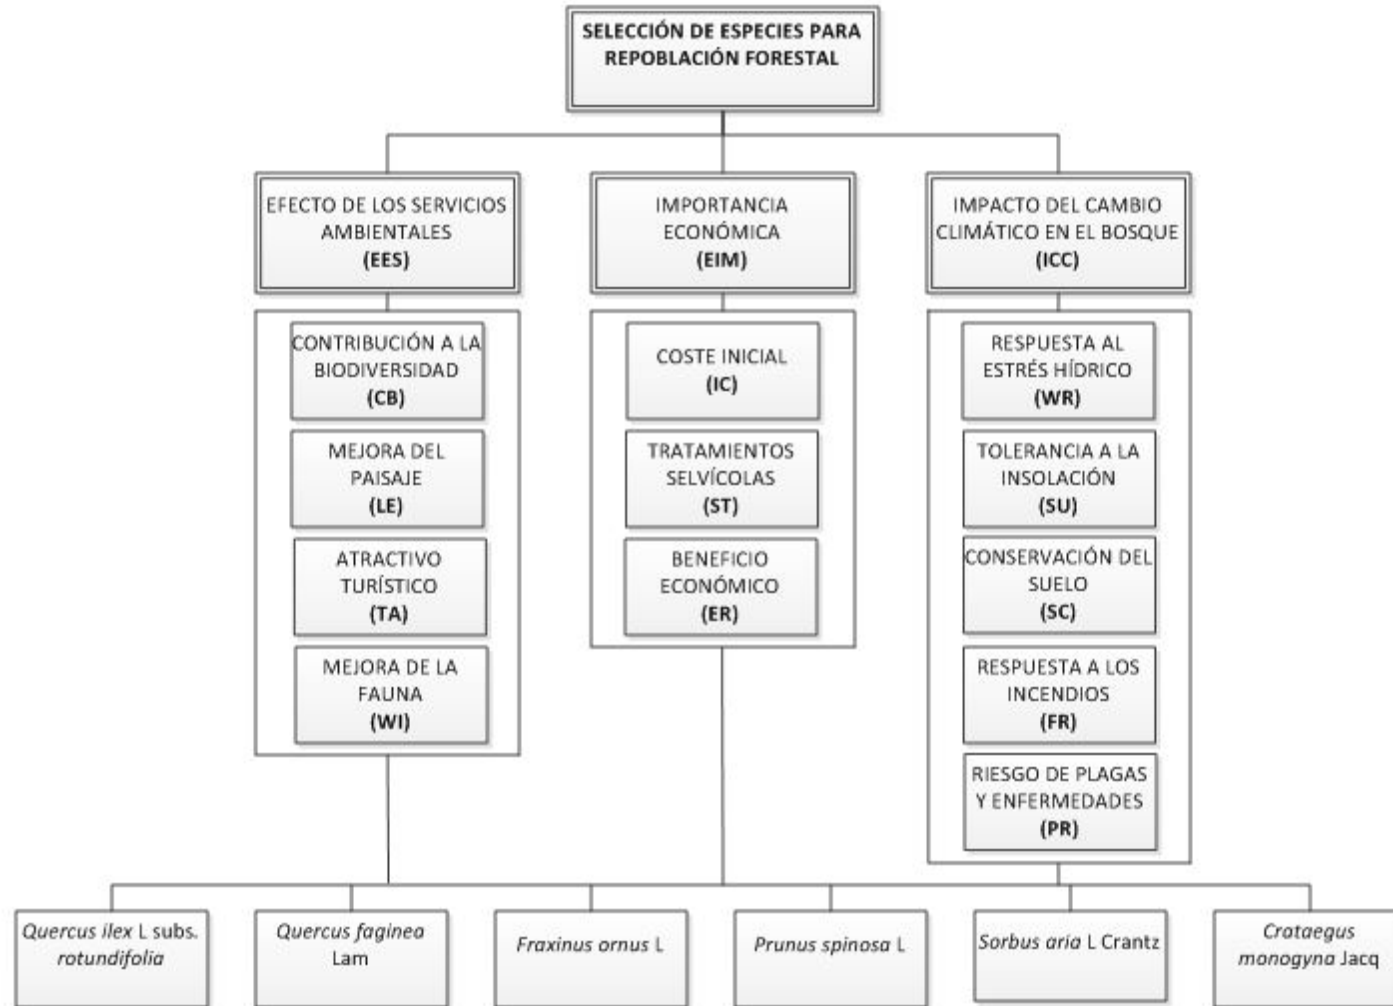 SELECCIÓN DE ESPECIES PARA
REPOBLACIÓN FORESTAL
EFECTO DE LOS SERVICIOS
AMBIENTALES
(EES)
CONTRIBUCIÓN A LA
BIODIVERSIDAD
(CB)
MEJORA DEL
PAISAJE
(LE)
ATRACTIVO
TURÍSTICO
(TA)
MEJORA DE LA
FAUNA
(WI)
IMPORTANCIA
ECONÓMICA
(EIM)
COSTE INICIAL
(IC)
TRATAMIENTOS
SELVÍCOLAS
(ST)
BENEFICIO
ECONÓMICO
(ER)
IMPACTO DEL CAMBIO
CLIMÁTICO EN EL BOSQUE
(ICC)
RESPUESTA AL
ESTRÉS HÍDRICO
(WR)
TOLERANCIA A LA
INSOLACIÓN
(SU)
CONSERVACIÓN DEL
SUELO
(SC)
RESPUESTA A LOS
INCENDIOS
(FR)
RIESGO DE PLAGAS
Y ENFERMEDADES
(PR)
Quercus ilex L subs.
rotundifolia
Quercus faginea
Lam
Fraxinus ornus L
Prunus spinosa L
Sorbus aria L Crantz
Crataegus
monogyna Jacq